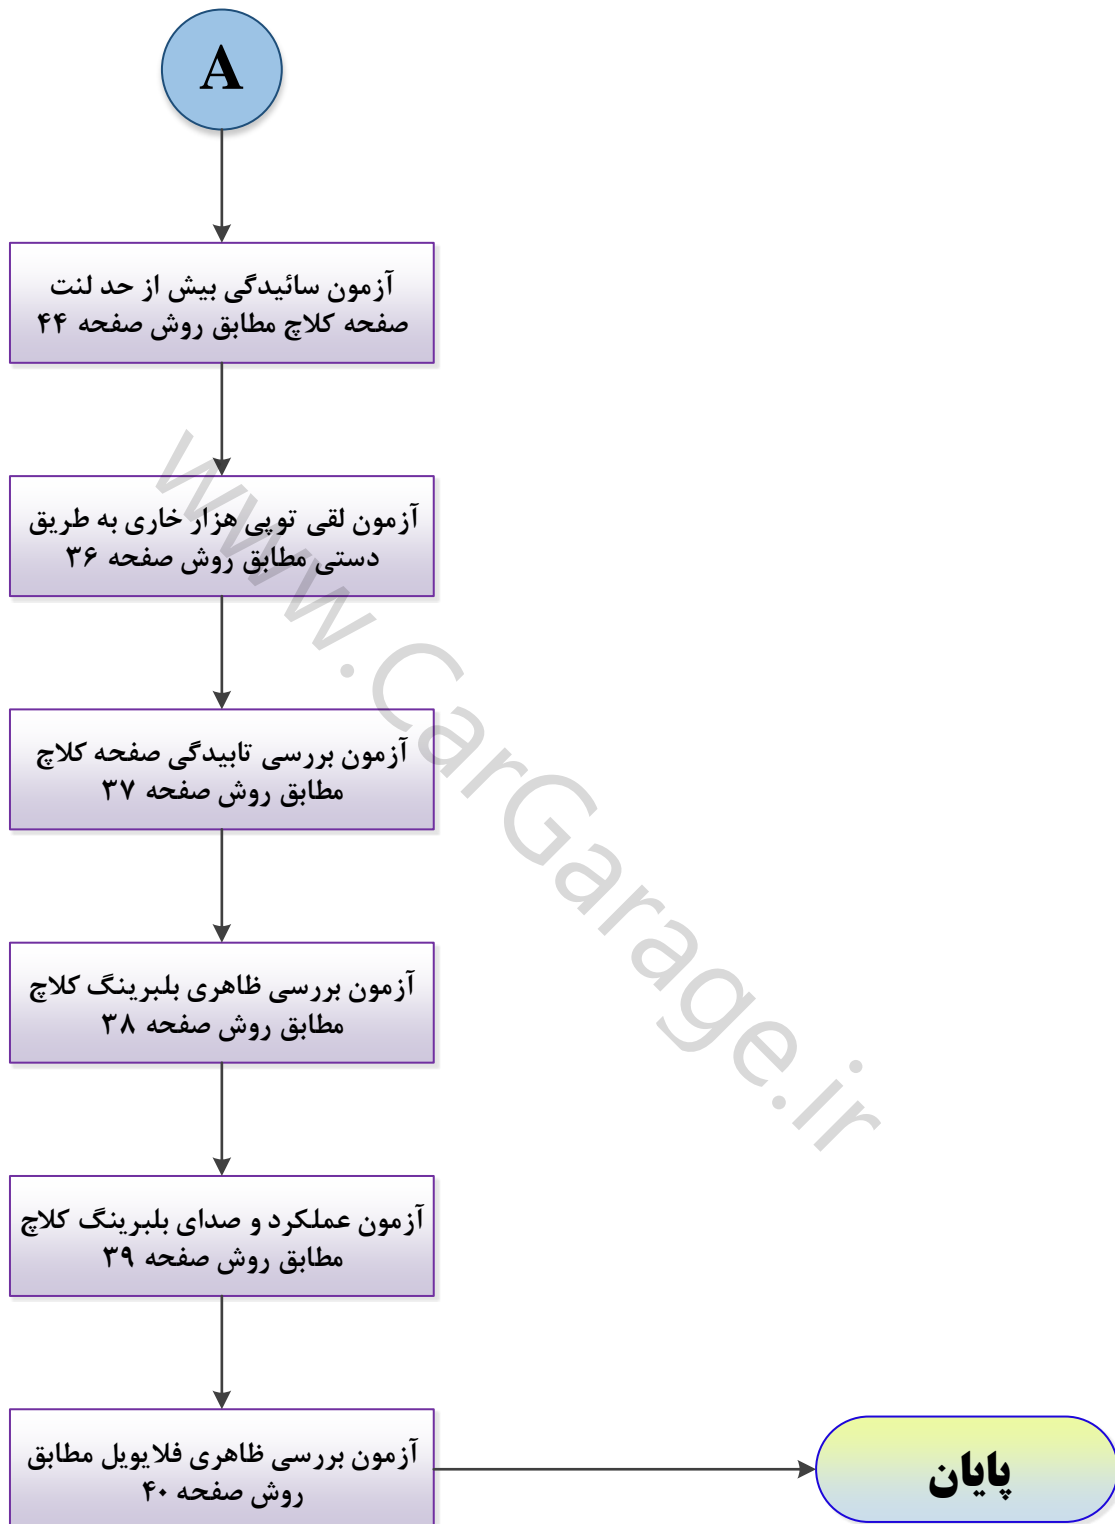 A
آزمون سائیدگی بیش از حد لنت
صفحه کلاچ مطابق روش صفحه ۴۴
آزمون لقی توپی هزار خاری به طریق
دستی مطابق روش صفحه ۳۶
آزمون بررسی تابیدگی صفحه کلاچ
مطابق روش صفحه ۳۷
آزمون بررسی ظاهری بلبرینگ کلاچ
مطابق روش صفحه ۳۸
آزمون عملکرد و صدای بلبرینگ کلاچ
مطابق روش صفحه ۳۹
آزمون بررسی ظاهری فلایویل مطابق
روش صفحه ۴۰
پایان
www.CarGarage.ir